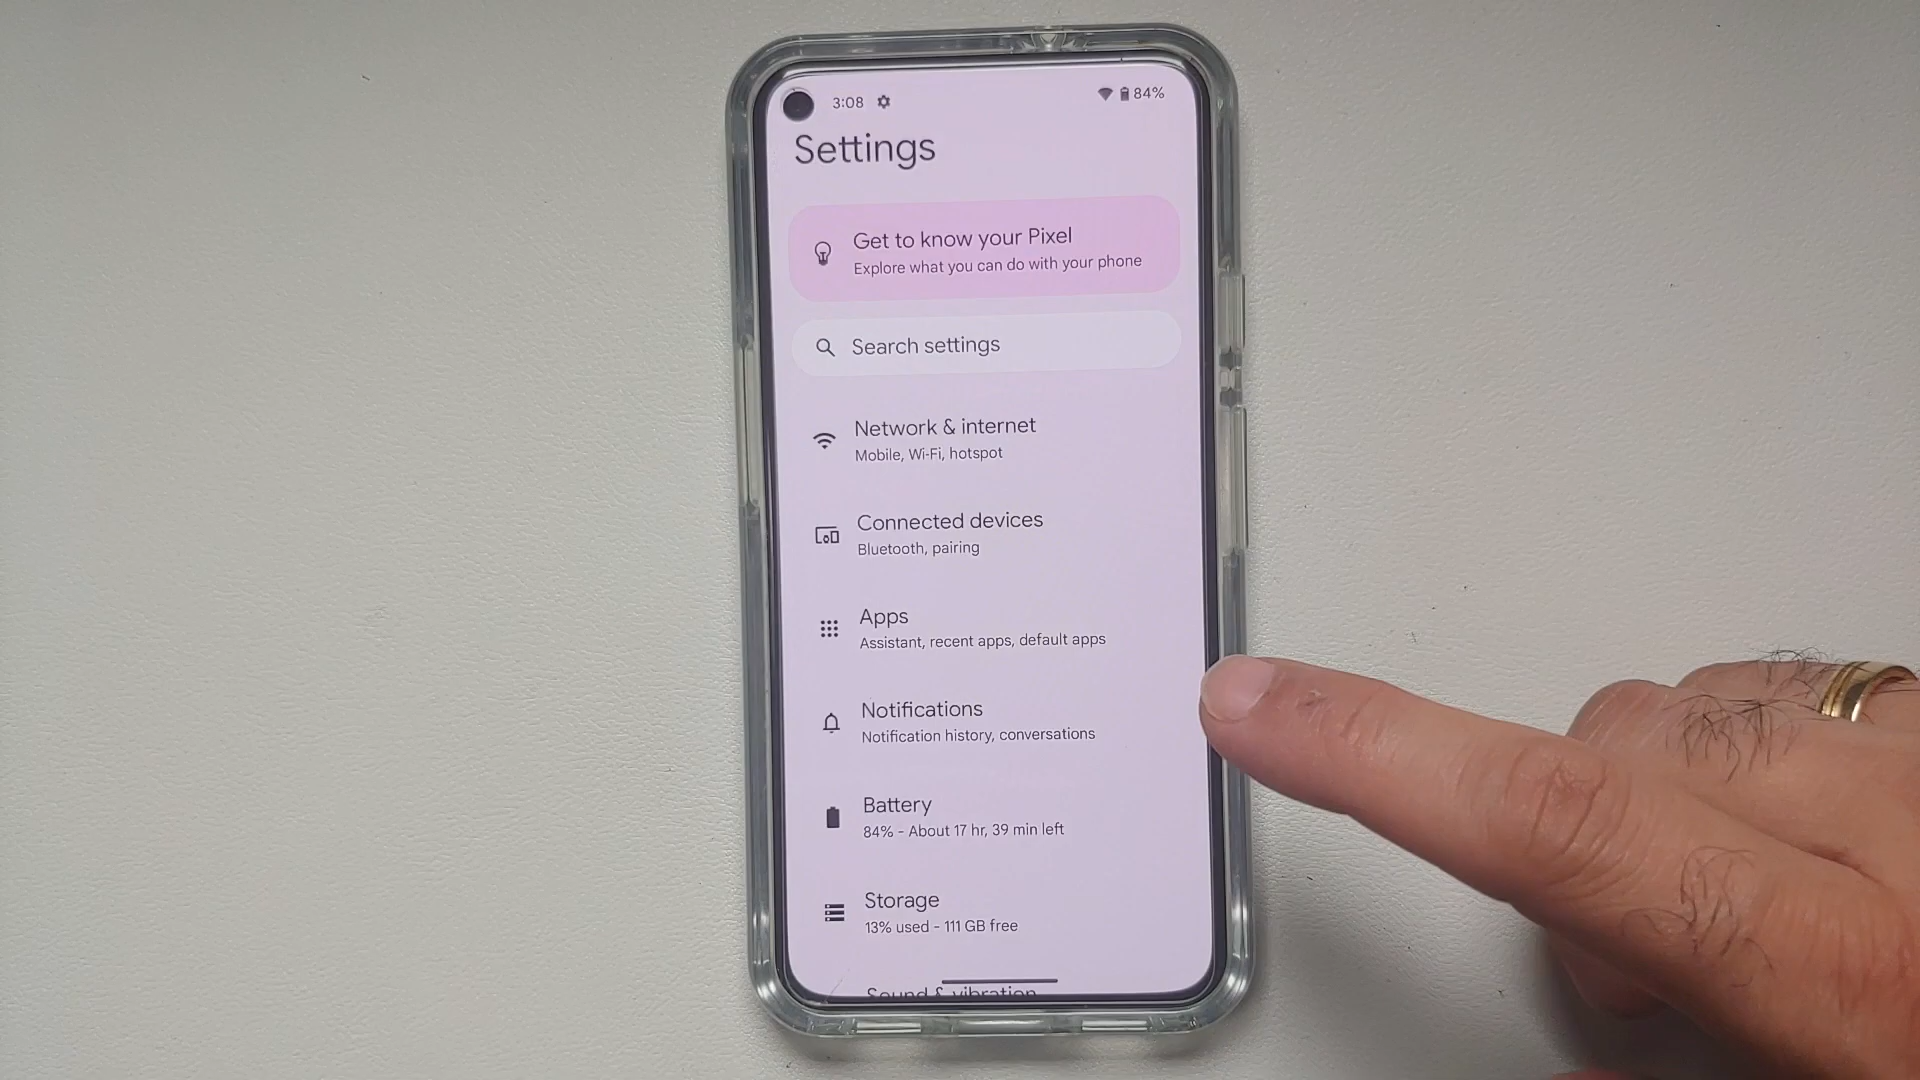 3:08
84%
Settings
Get to know your Pixel
Explore what you can do with your phone
Search settings
Network & internet
Mobile, Wi-Fi, hotspot
Connected devices
Bluetooth, pairing
Apps
Assistant, recent apps, default apps
Notifications
Notification history, conversations
Battery
84% - About 17 hr, 39 min left
Storage
13% used - 111 GB free
Sound & vibration